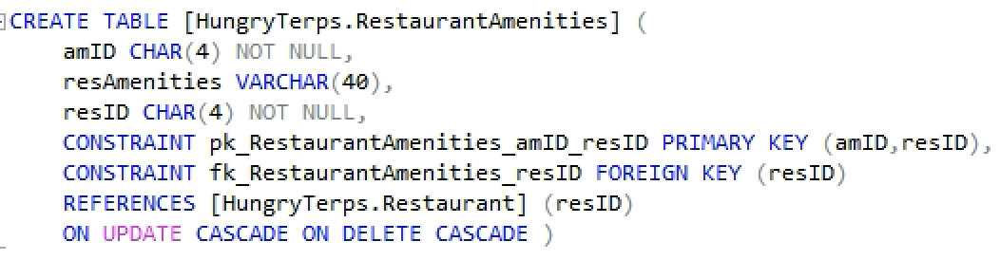 CREATE TABLE [HungryTerps.RestaurantAmenities] (
amID CHAR(4) NOT NULL,
resAmenities VARCHAR(40),
resID CHAR(4) NOT NULL,
CONSTRAINT pk_RestaurantAmenities_amID_resID PRIMARY KEY (amID,resID),
CONSTRAINT fk_RestaurantAmenities_resID FOREIGN KEY (resID)
REFERENCES [HungryTerps.Restaurant] (resID)
ON UPDATE CASCADE ON DELETE CASCADE )